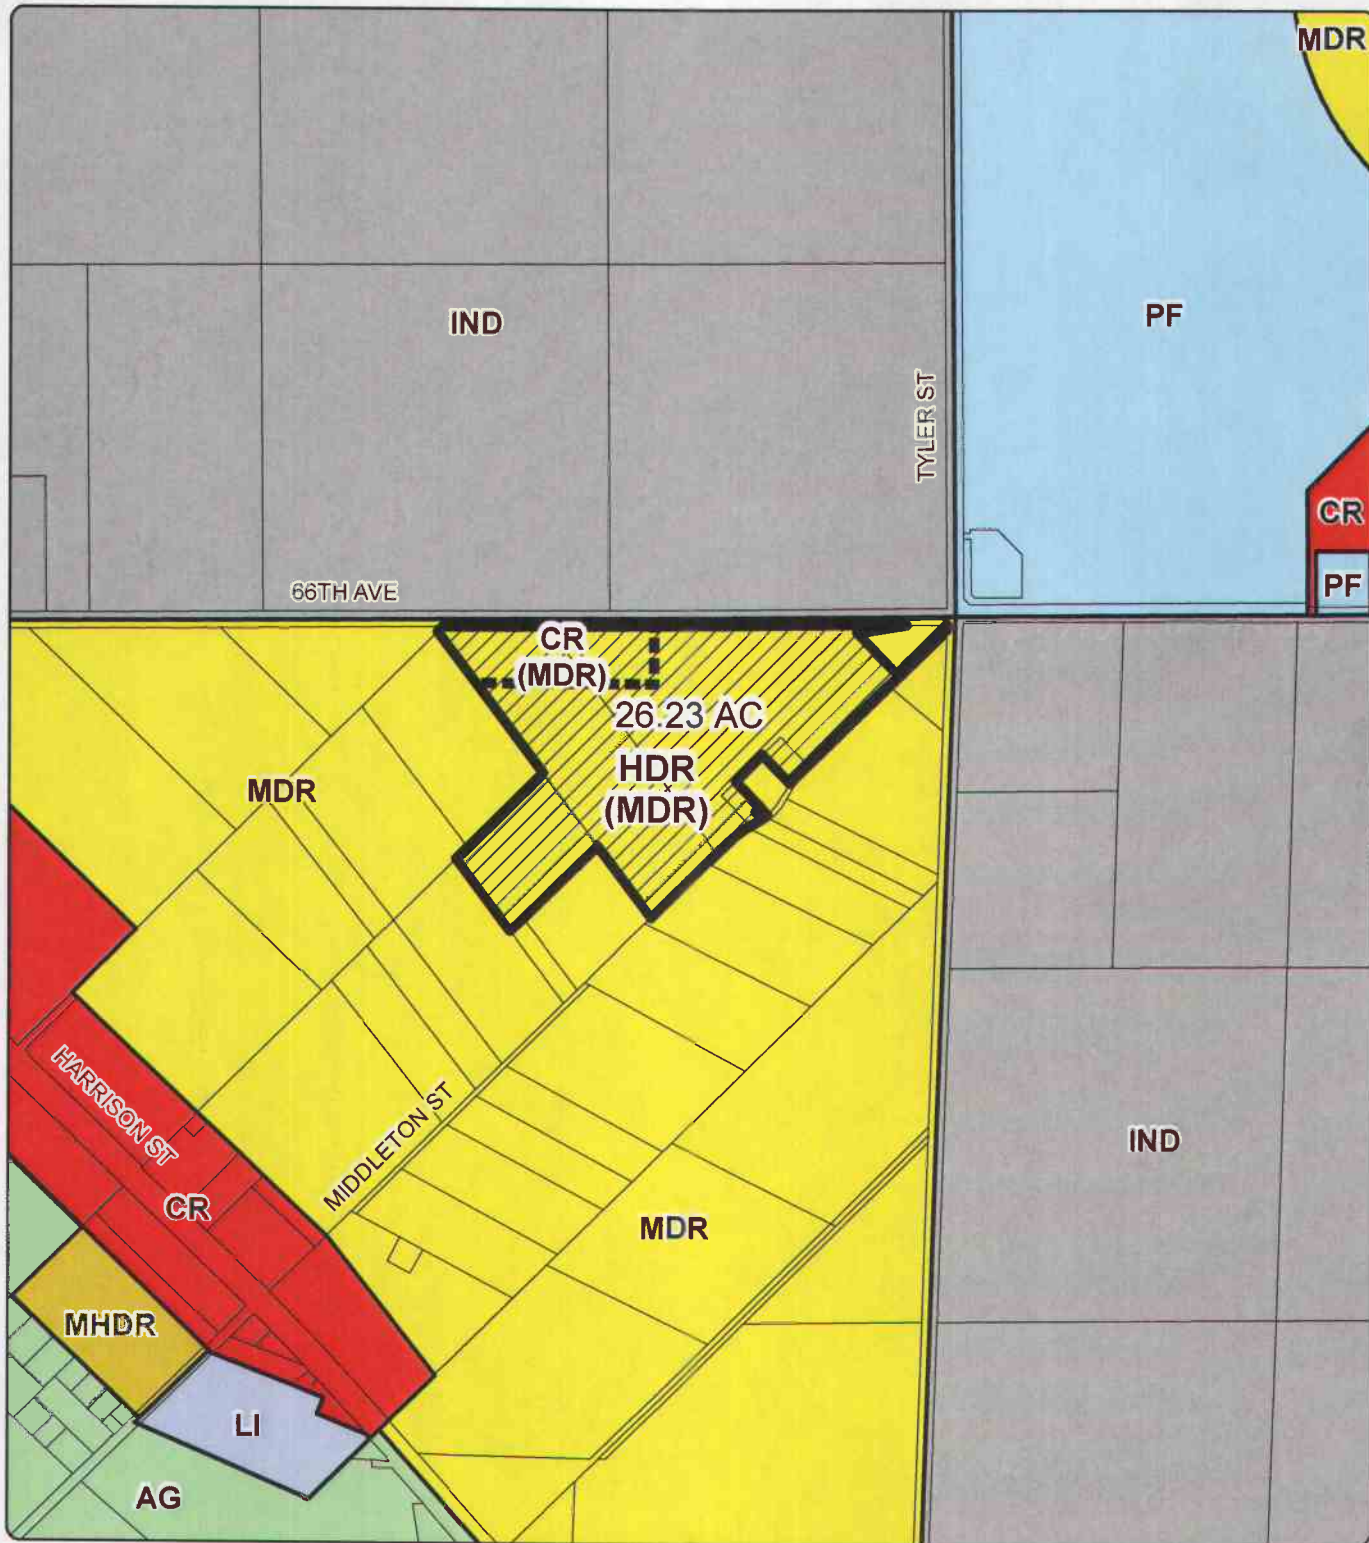 MDR
IND
PF
TYLER ST
CR
PF
66TH AVE
CR
(MDR)
26.23 AC
HDR
(MDR)
MDR
HARRISON ST
MIDDLETON ST
IND
CR
MDR
MHDR
LI
AG